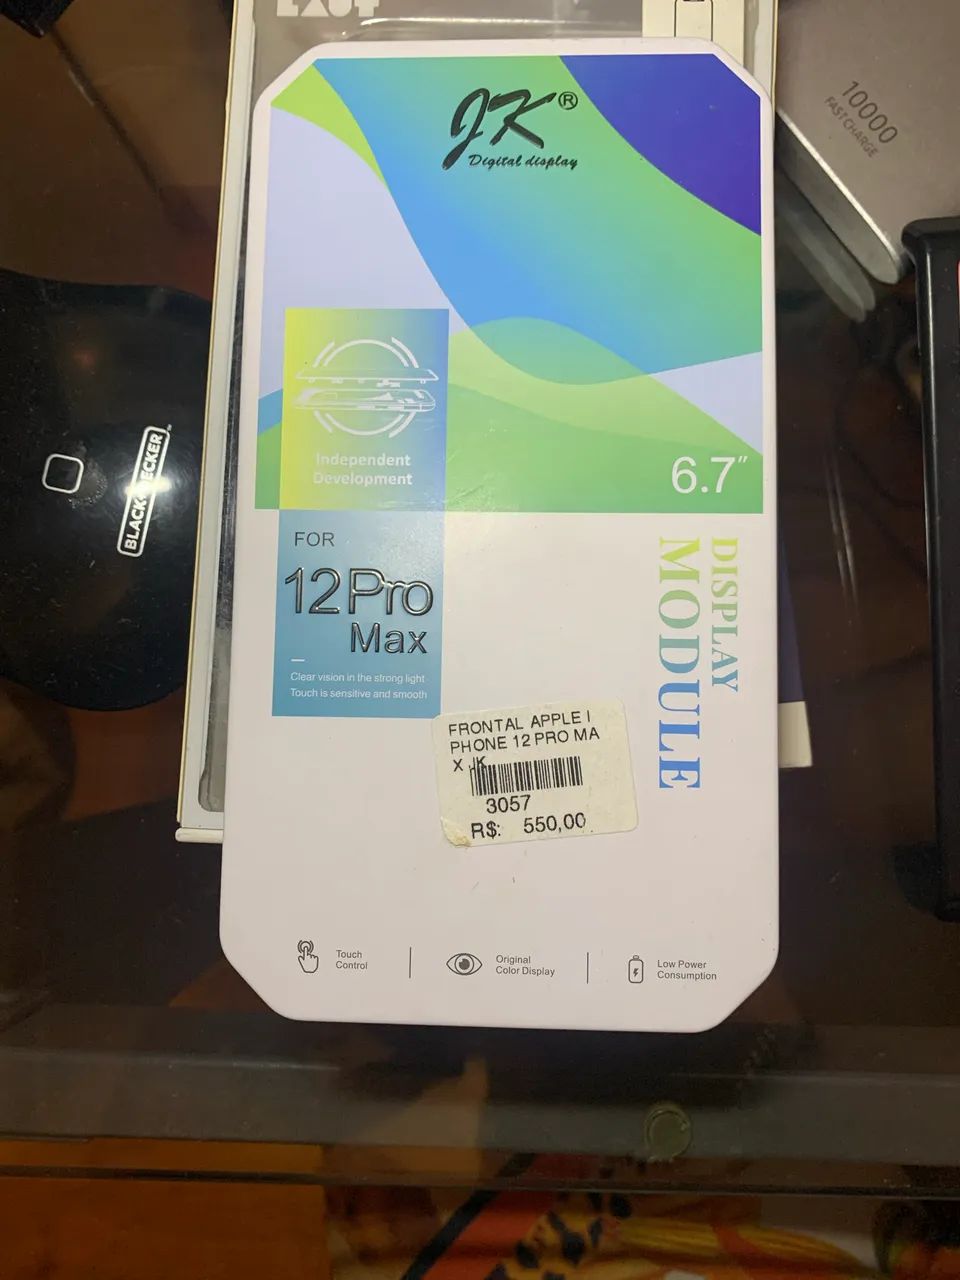 10000
FAST CHARGE
JK®
Digital display
Independent
Development
6.7"
FOR
12 Pro
Max
Clear vision in the strong light
Touch is sensitive and smooth
DISPLAY
MODULE
FRONTAL APPLE I
PHONE 12 PRO MA
X JK
3057
R$: 550,00
Touch
Control
Original
Color Display
Low Power
Consumption
BLACK+DECKER™